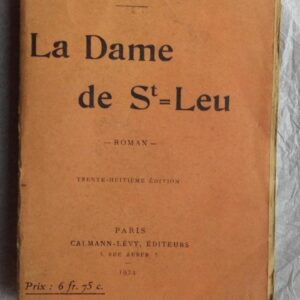 La Dame
de Sᵗ=Leu
—ROMAN—
TRENTE-HUITIÈME ÉDITION
PARIS
CALMANN-LÉVY, ÉDITEURS
3, RUE AUBER, 3
1924
Prix : 6 fr. 75 c.